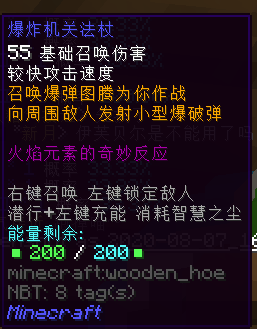 爆炸机关法杖
55 基础召唤伤害
较快攻击速度
召唤爆弹图腾为你作战
向周围敌人发射小型爆破弹
火焰元素的奇妙反应
右键召唤 左键锁定敌人
潜行+左键充能 消耗智慧之尘
能量剩余:
200 / 200
minecraft:wooden_hoe
NBT: 8 tag(s)
Minecraft